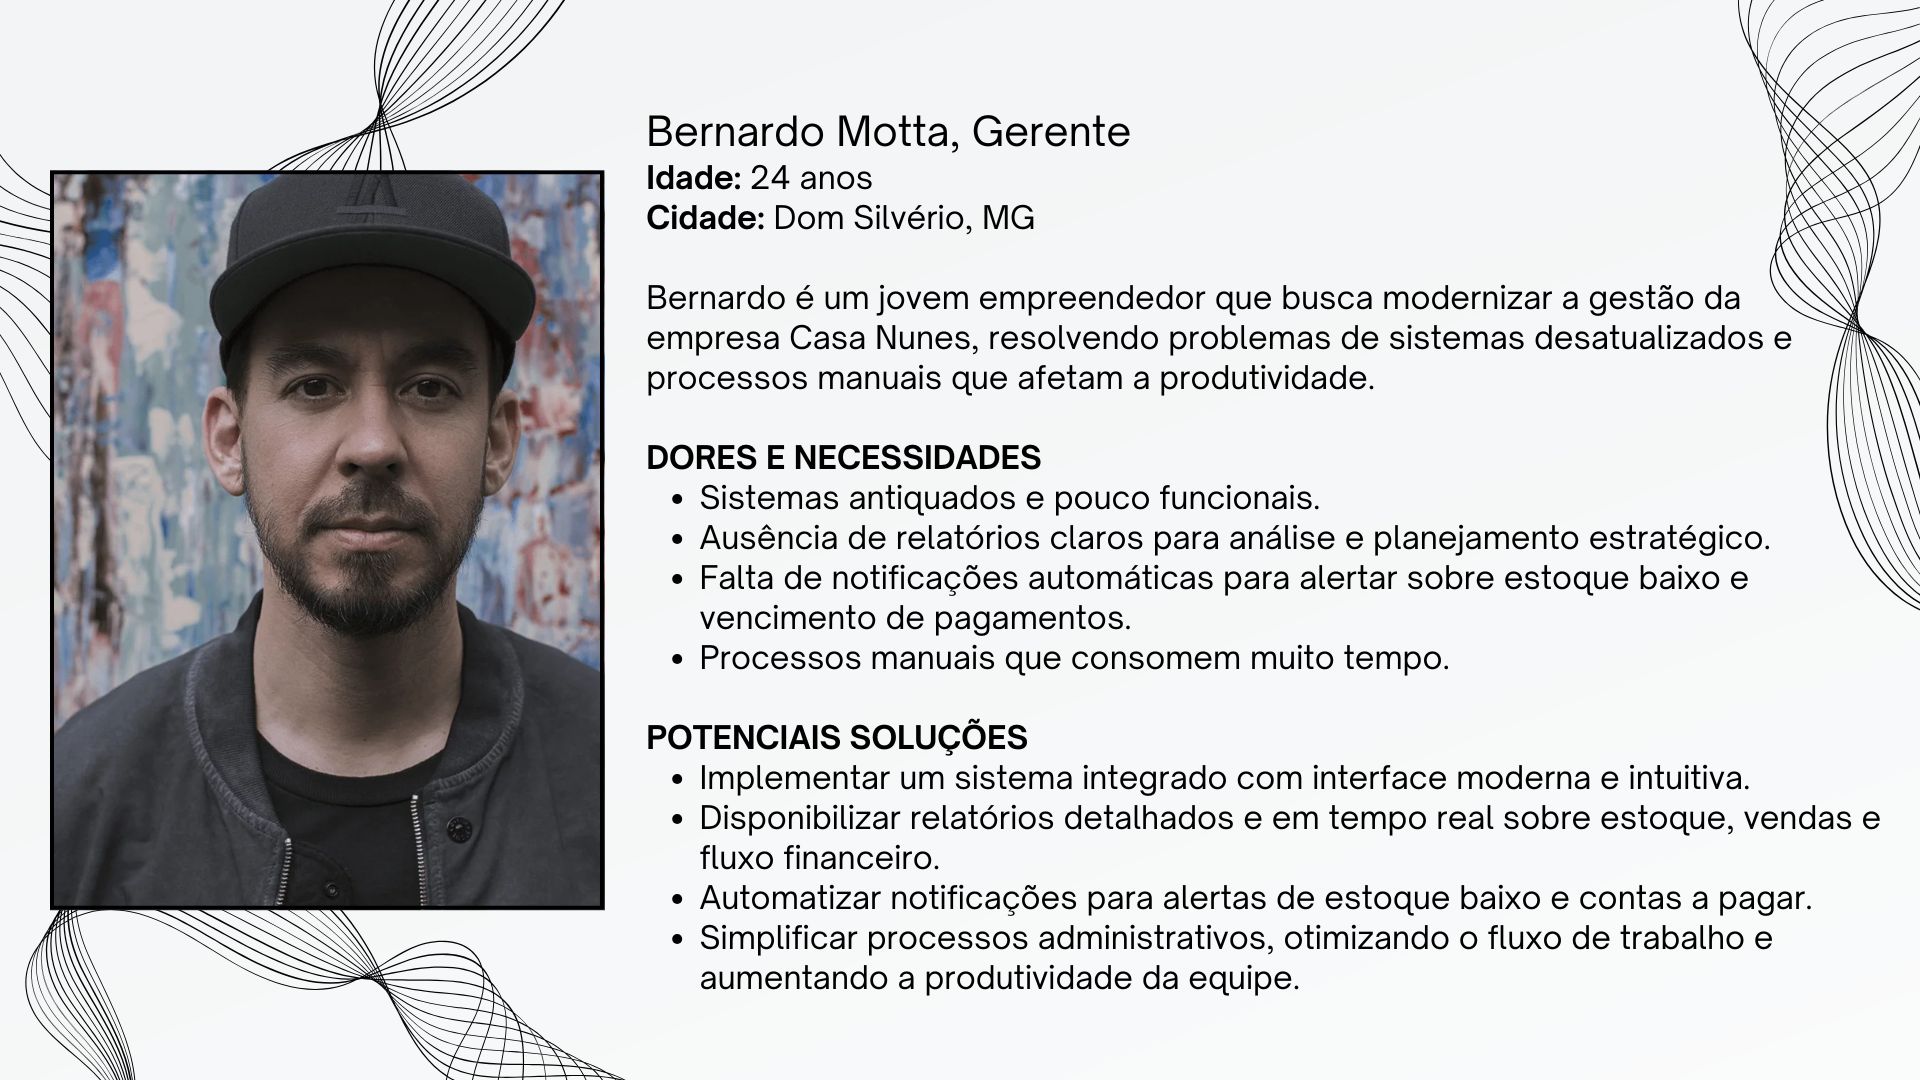 Bernardo Motta, Gerente
Idade: 24 anos
Cidade: Dom Silvério, MG
Bernardo é um jovem empreendedor que busca modernizar a gestão da
empresa Casa Nunes, resolvendo problemas de sistemas desatualizados e
processos manuais que afetam a produtividade.
DORES E NECESSIDADES
• Sistemas antiquados e pouco funcionais.
• Ausência de relatórios claros para análise e planejamento estratégico.
• Falta de notificações automáticas para alertar sobre estoque baixo e
vencimento de pagamentos.
• Processos manuais que consomem muito tempo.
POTENCIAIS SOLUÇÕES
• Implementar um sistema integrado com interface moderna e intuitiva.
• Disponibilizar relatórios detalhados e em tempo real sobre estoque, vendas e
fluxo financeiro.
• Automatizar notificações para alertas de estoque baixo e contas a pagar.
• Simplificar processos administrativos, otimizando o fluxo de trabalho e
aumentando a produtividade da equipe.